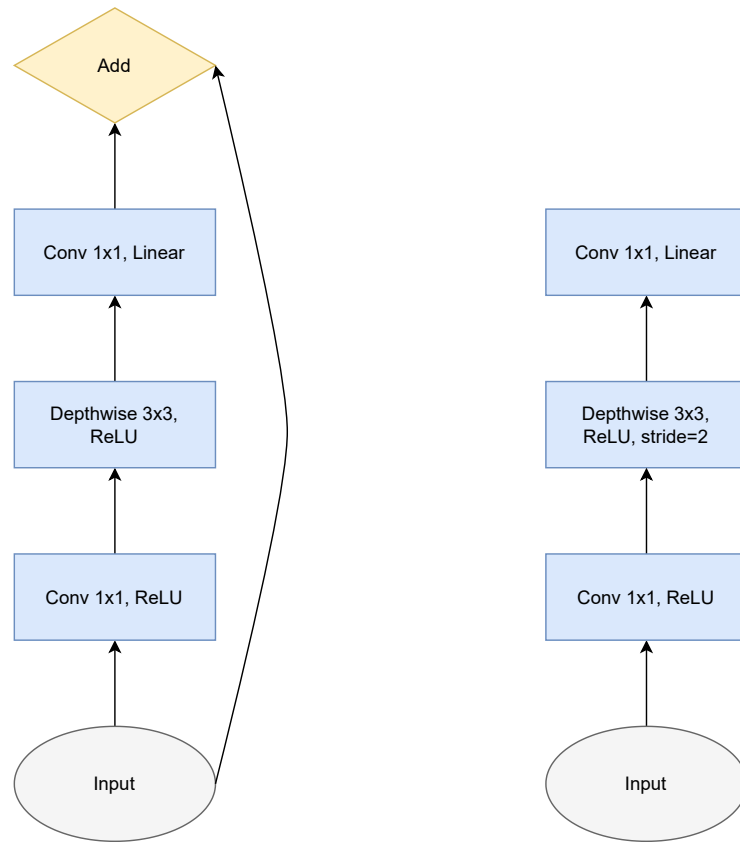 Add
Conv 1x1, Linear
Depthwise 3x3,
ReLU
Conv 1x1, ReLU
Input
Conv 1x1, Linear
Depthwise 3x3,
ReLU, stride=2
Conv 1x1, ReLU
Input